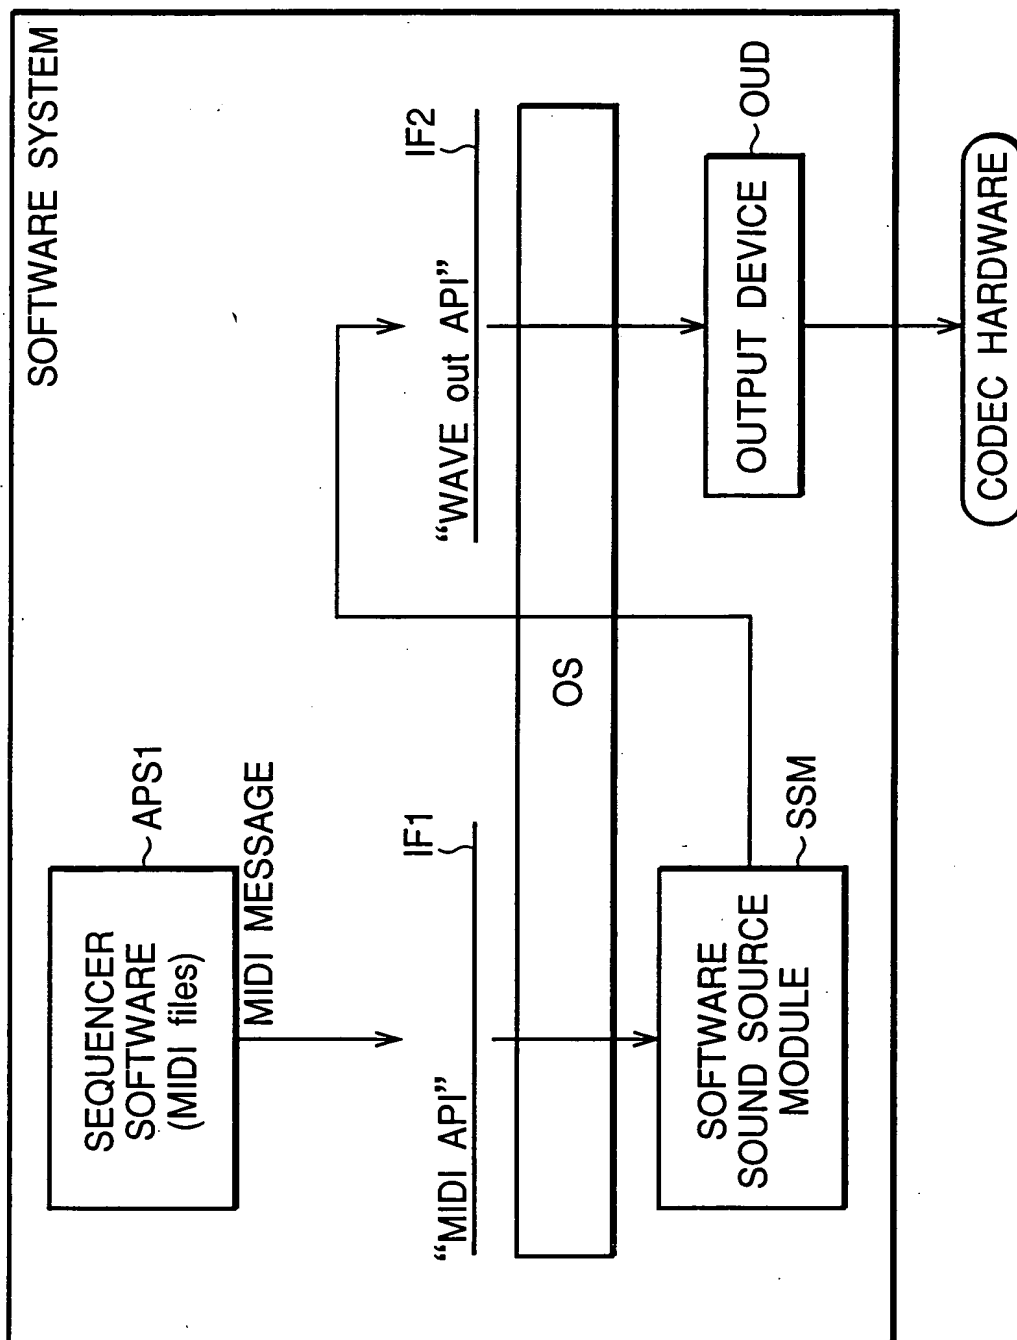 SOFTWARE SYSTEM
SEQUENCER
SOFTWARE
(MIDI files)
APS1
MIDI MESSAGE
“MIDI API”
IF1
“WAVE out API”
IF2
OS
SOFTWARE
SOUND SOURCE
MODULE
SSM
OUTPUT DEVICE
OUD
CODEC HARDWARE